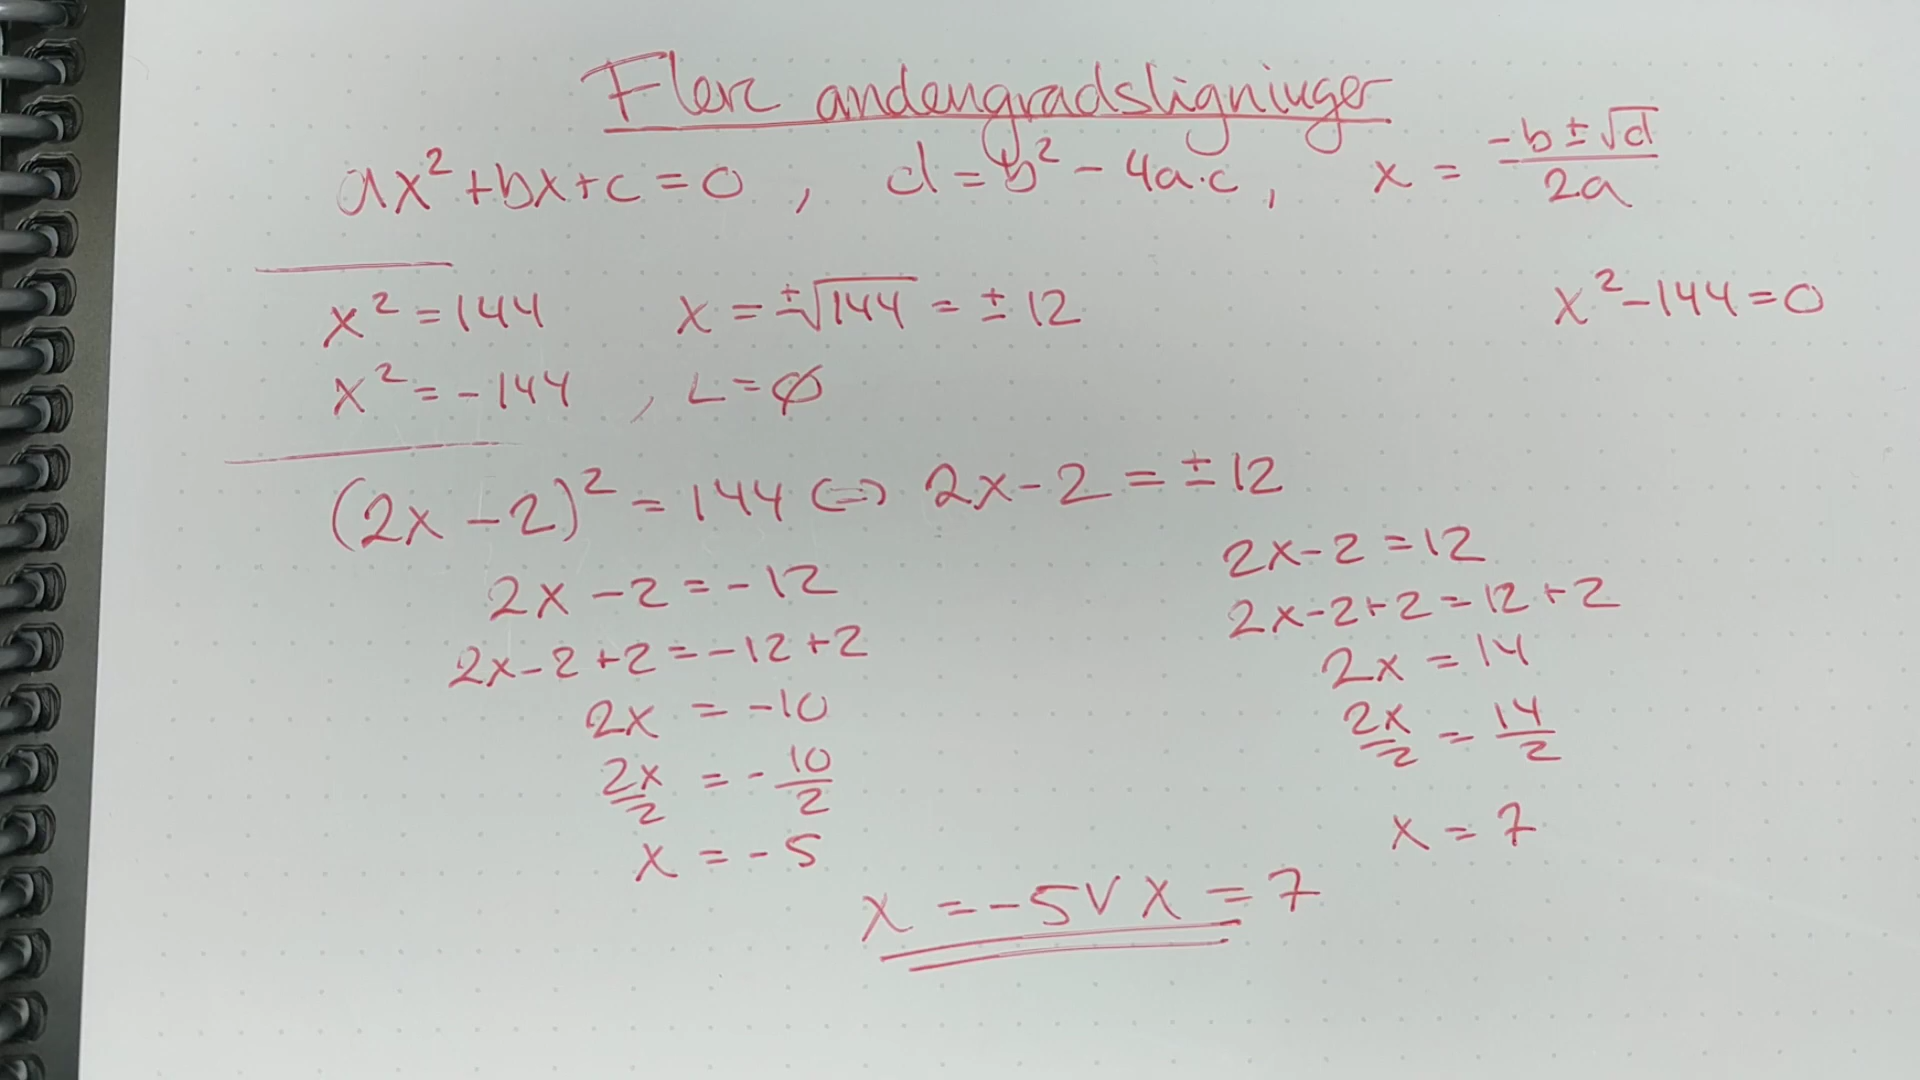 Flere andengradsligninger
ax²+bx+c=0 , d=b²-4a·c, x = (-b±√d)/2a
x²=144 x=±√144=±12 x²-144=0
x²=-144 , L=Ø
(2x-2)²=144 ⇔ 2x-2=±12
2x-2=-12
2x-2+2=-12+2
2x=-10
2x/2=-10/2
x=-5
2x-2=12
2x-2+2=12+2
2x=14
2x/2=14/2
x=7
x=-5 V x=7